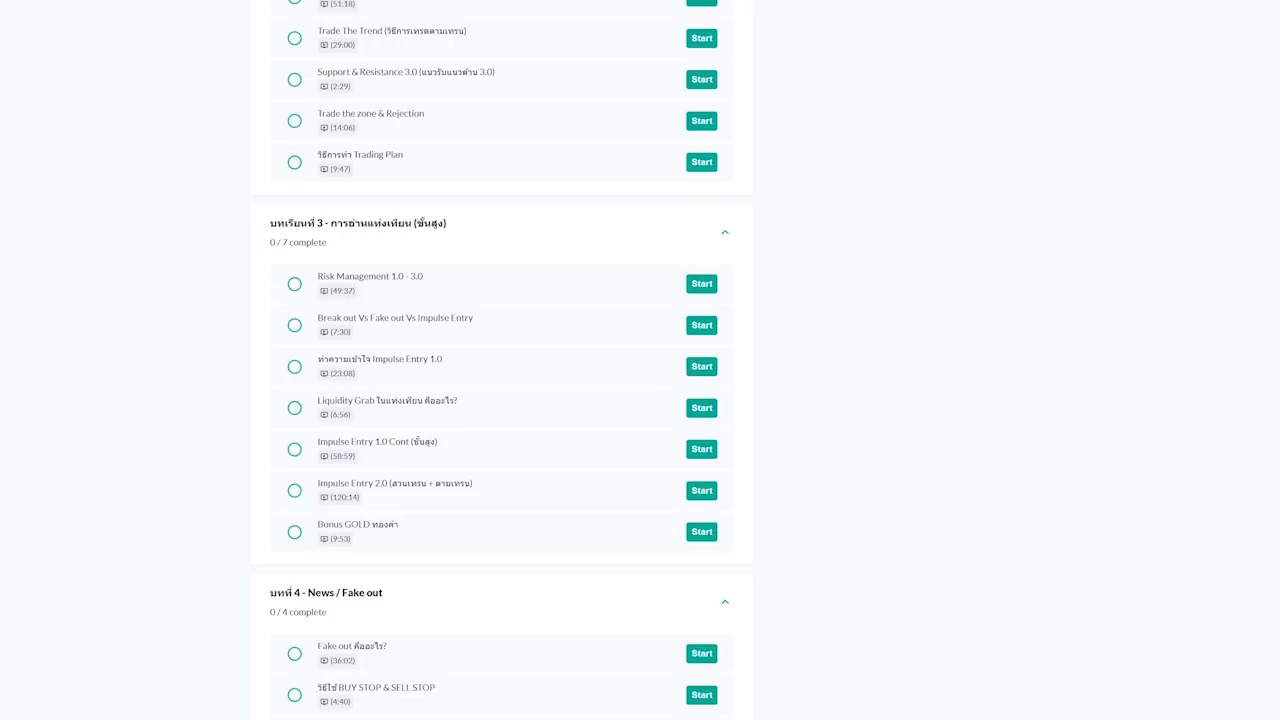 (51:18)
Start
Trade The Trend (วิธีการเทรดตามเทรน)
(29:00)
Start
Support & Resistance 3.0 (แนวรับแนวต้าน 3.0)
(2:29)
Start
Trade the zone & Rejection
(14:06)
Start
วิธีการทำ Trading Plan
(9:47)
Start
บทเรียนที่ 3 - การอ่านแท่งเทียน (ขั้นสูง)
0 / 7 complete
Risk Management 1.0 - 3.0
(49:37)
Start
Break out Vs Fake out Vs Impulse Entry
(7:30)
Start
ทำความเข้าใจ Impulse Entry 1.0
(23:08)
Start
Liquidity Grab ในแท่งเทียน คืออะไร?
(6:56)
Start
Impulse Entry 1.0 Cont (ขั้นสูง)
(58:59)
Start
Impulse Entry 2.0 (สวนเทรน + ตามเทรน)
(120:14)
Start
Bonus GOLD ทองคำ
(9:53)
Start
บทที่ 4 - News / Fake out
0 / 4 complete
Fake out คืออะไร?
(36:02)
Start
วิธีใช้ BUY STOP & SELL STOP
(4:40)
Start